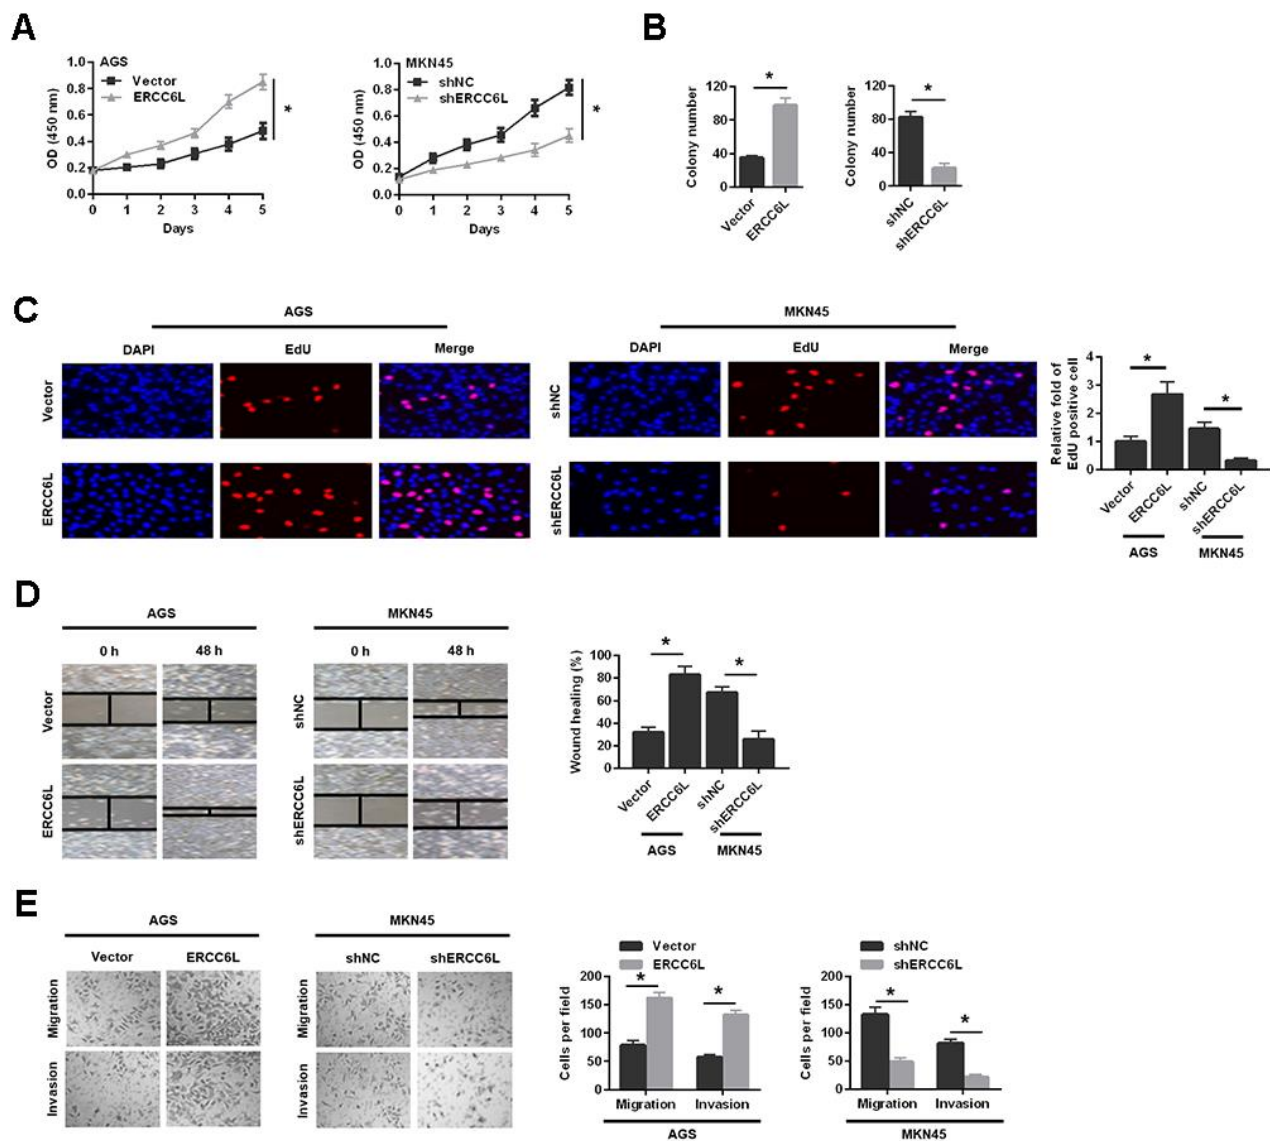 A
AGS
Vector
ERCC6L
OD (450 nm)
1.0
0.8
0.6
0.4
0.2
0.0
*
0 1 2 3 4 5
Days
MKN45
shNC
shERCC6L
OD (450 nm)
1.0
0.8
0.6
0.4
0.2
0.0
*
0 1 2 3 4 5
Days
B
Colony number
120
80
40
0
*
Vector
ERCC6L
Colony number
120
80
40
0
*
shNC
shERCC6L
C
AGS
DAPI EdU Merge
Vector
ERCC6L
MKN45
DAPI EdU Merge
shNC
shERCC6L
Relative fold of
EdU positive cell
4
3
2
1
0
*
*
Vector
ERCC6L
shNC
shERCC6L
AGS MKN45
D
AGS
0 h 48 h
Vector
ERCC6L
MKN45
0 h 48 h
shNC
shERCC6L
Wound healing (%)
100
80
60
40
20
0
*
*
Vector
ERCC6L
shNC
shERCC6L
AGS MKN45
E
AGS
Vector ERCC6L
Migration
Invasion
MKN45
shNC shERCC6L
Migration
Invasion
Vector
ERCC6L
Cells per field
200
150
100
50
0
*
*
Migration Invasion
AGS
shNC
shERCC6L
Cells per field
200
150
100
50
0
*
*
Migration Invasion
MKN45